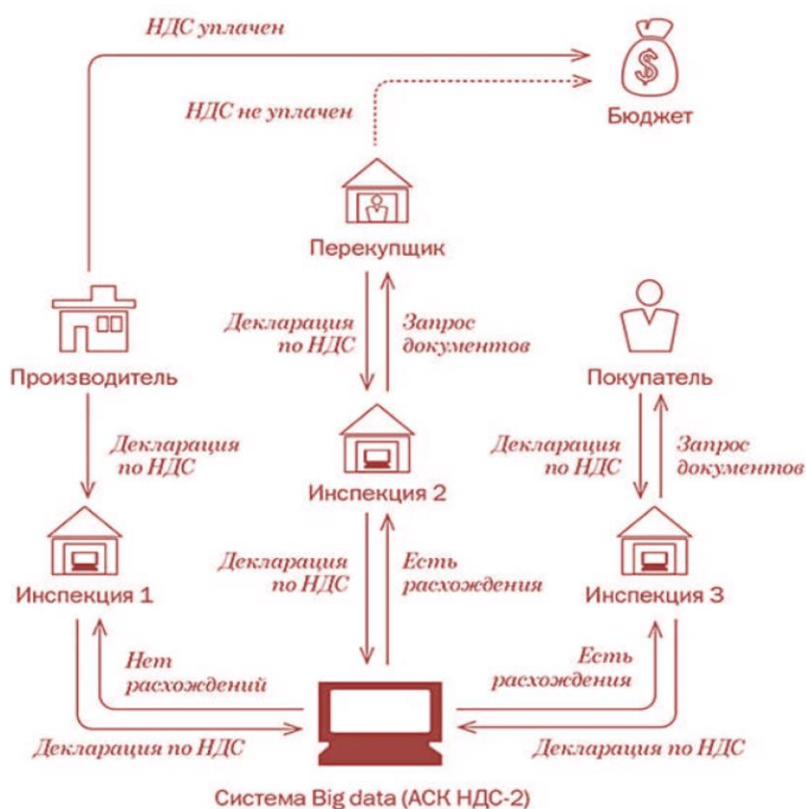 НДС уплачен
НДС не уплачен
$
Бюджет
Перекупщик
Декларация
по НДС
Запрос
документов
Производитель
Покупатель
Декларация
по НДС
Декларация
по НДС
Запрос
документов
Инспекция 2
Инспекция 1
Декларация
по НДС
Есть
расхождения
Инспекция 3
Нет
расхождений
Есть
расхождения
Декларация по НДС
Декларация по НДС
Система Big data (АСК НДС-2)